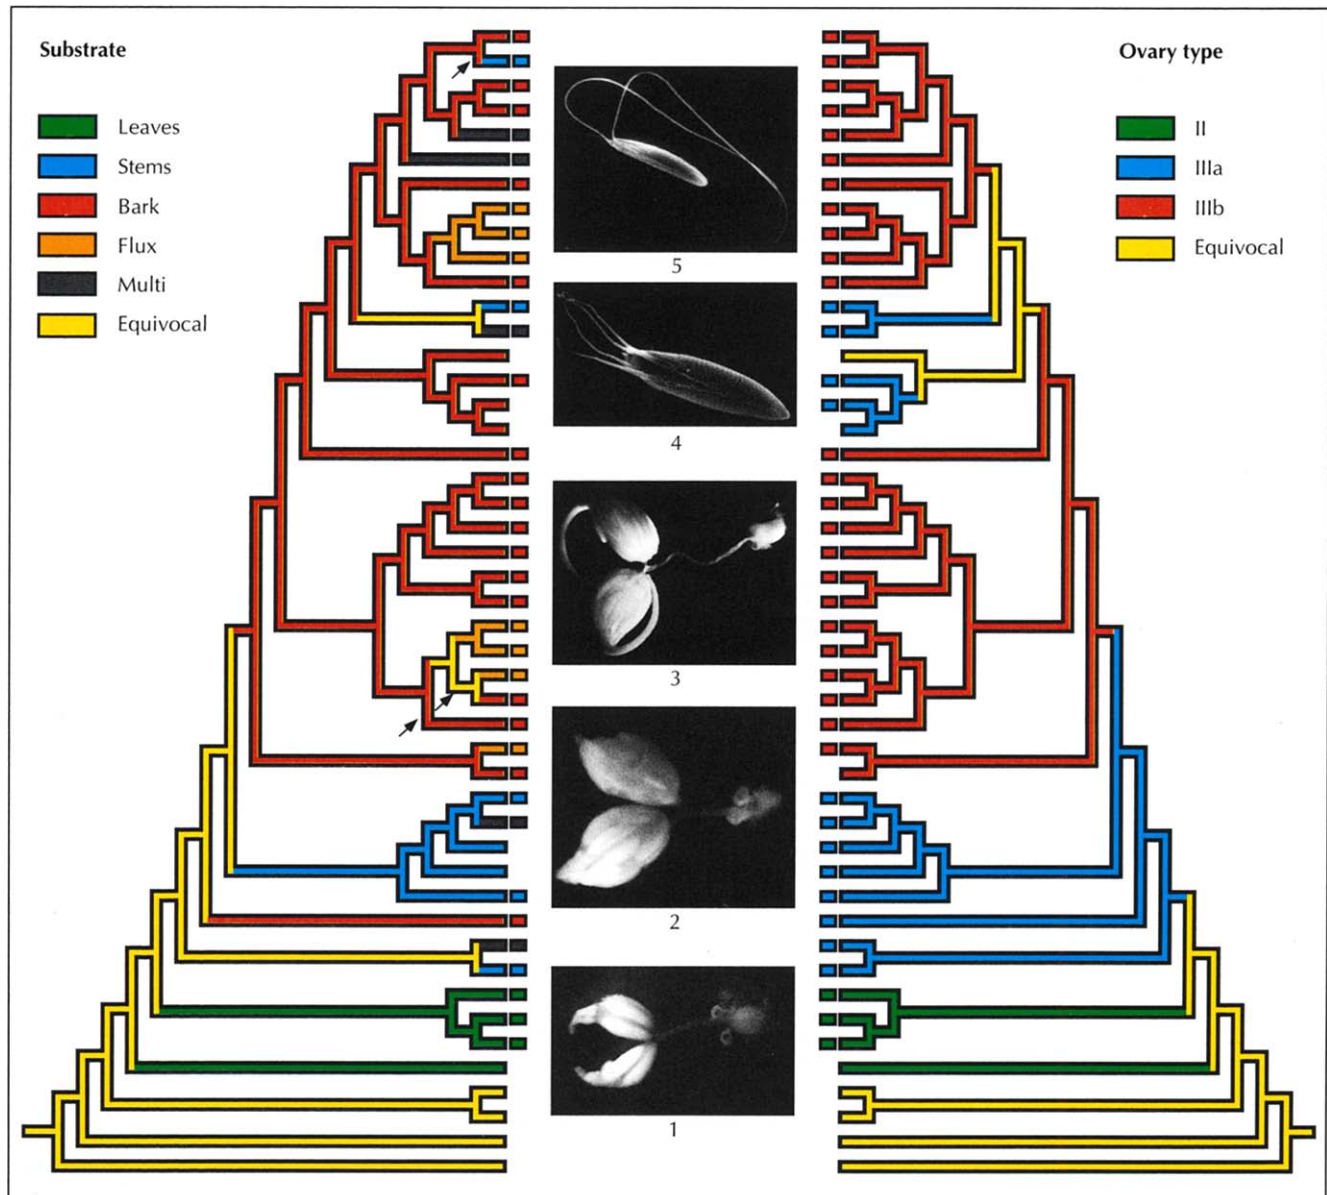 Substrate
Leaves
Stems
Bark
Flux
Multi
Equivocal
Ovary type
II
IIIa
IIIb
Equivocal
5
4
3
2
1